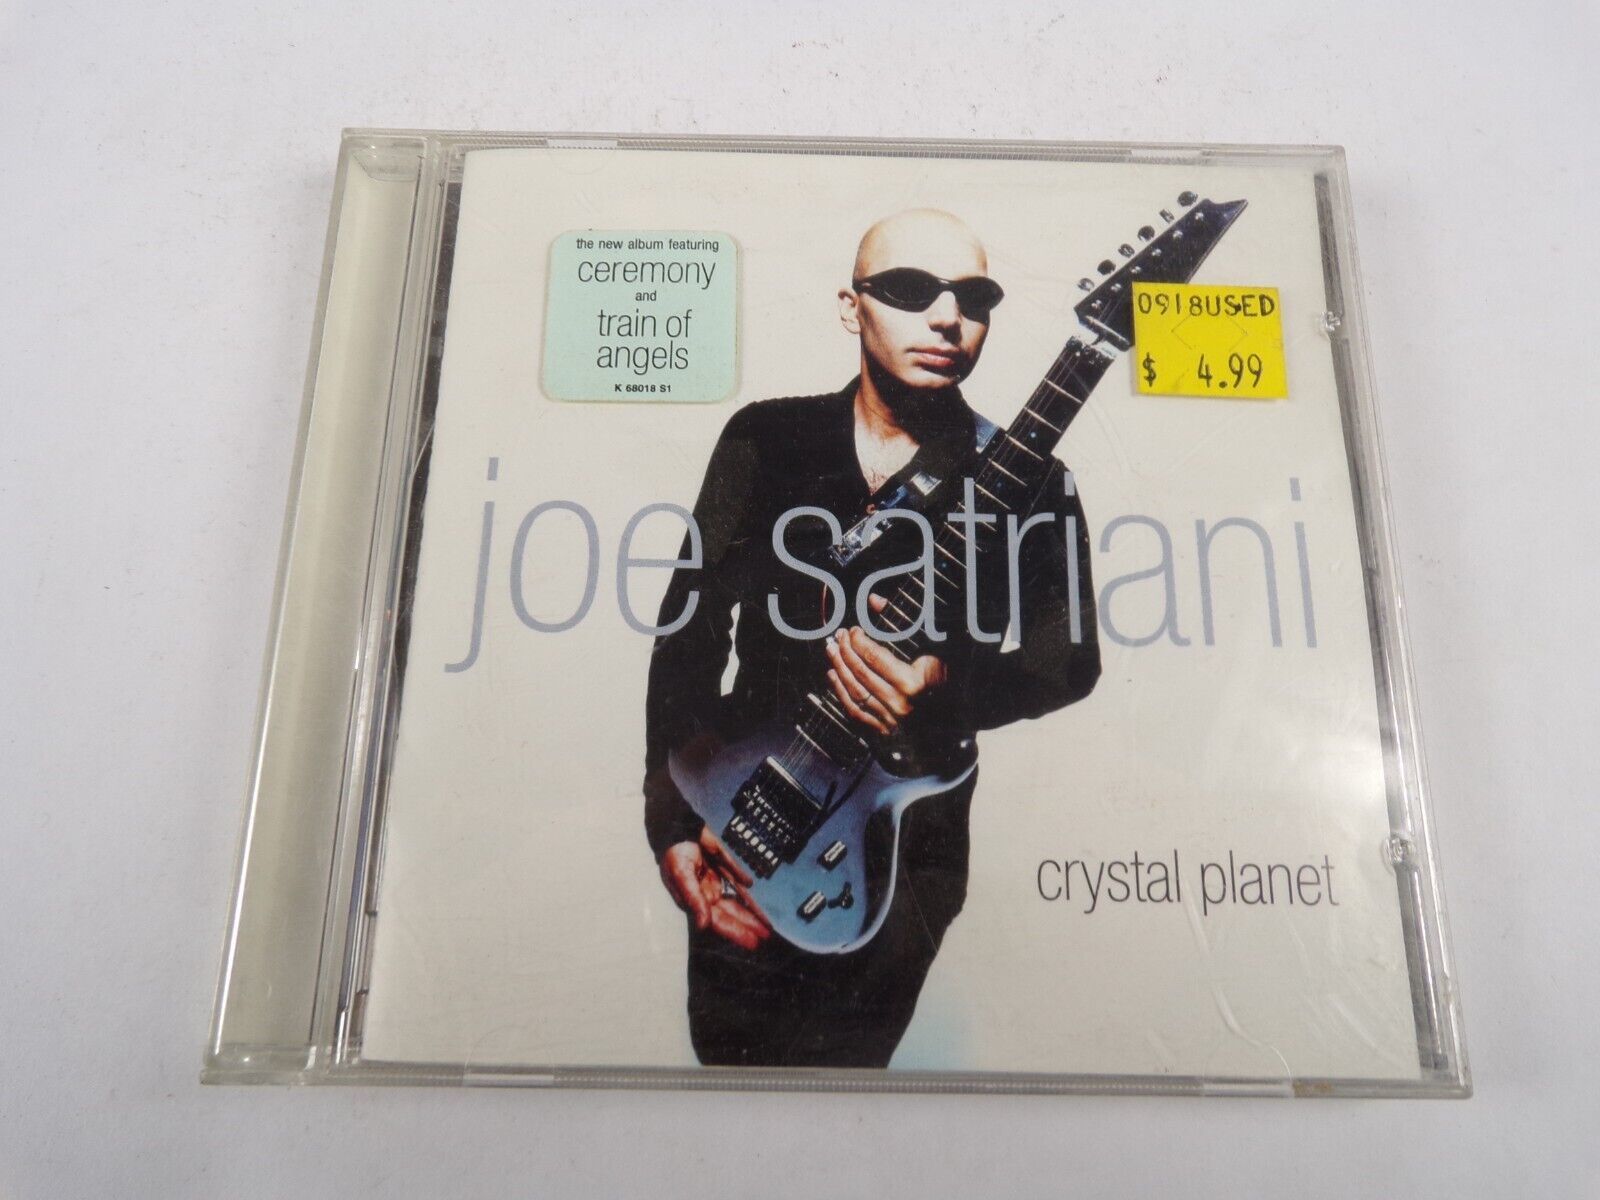 the new album featuring
ceremony
and
train of
angels
K 68018 S1
0918USED
$ 4.99
joe satriani
crystal planet